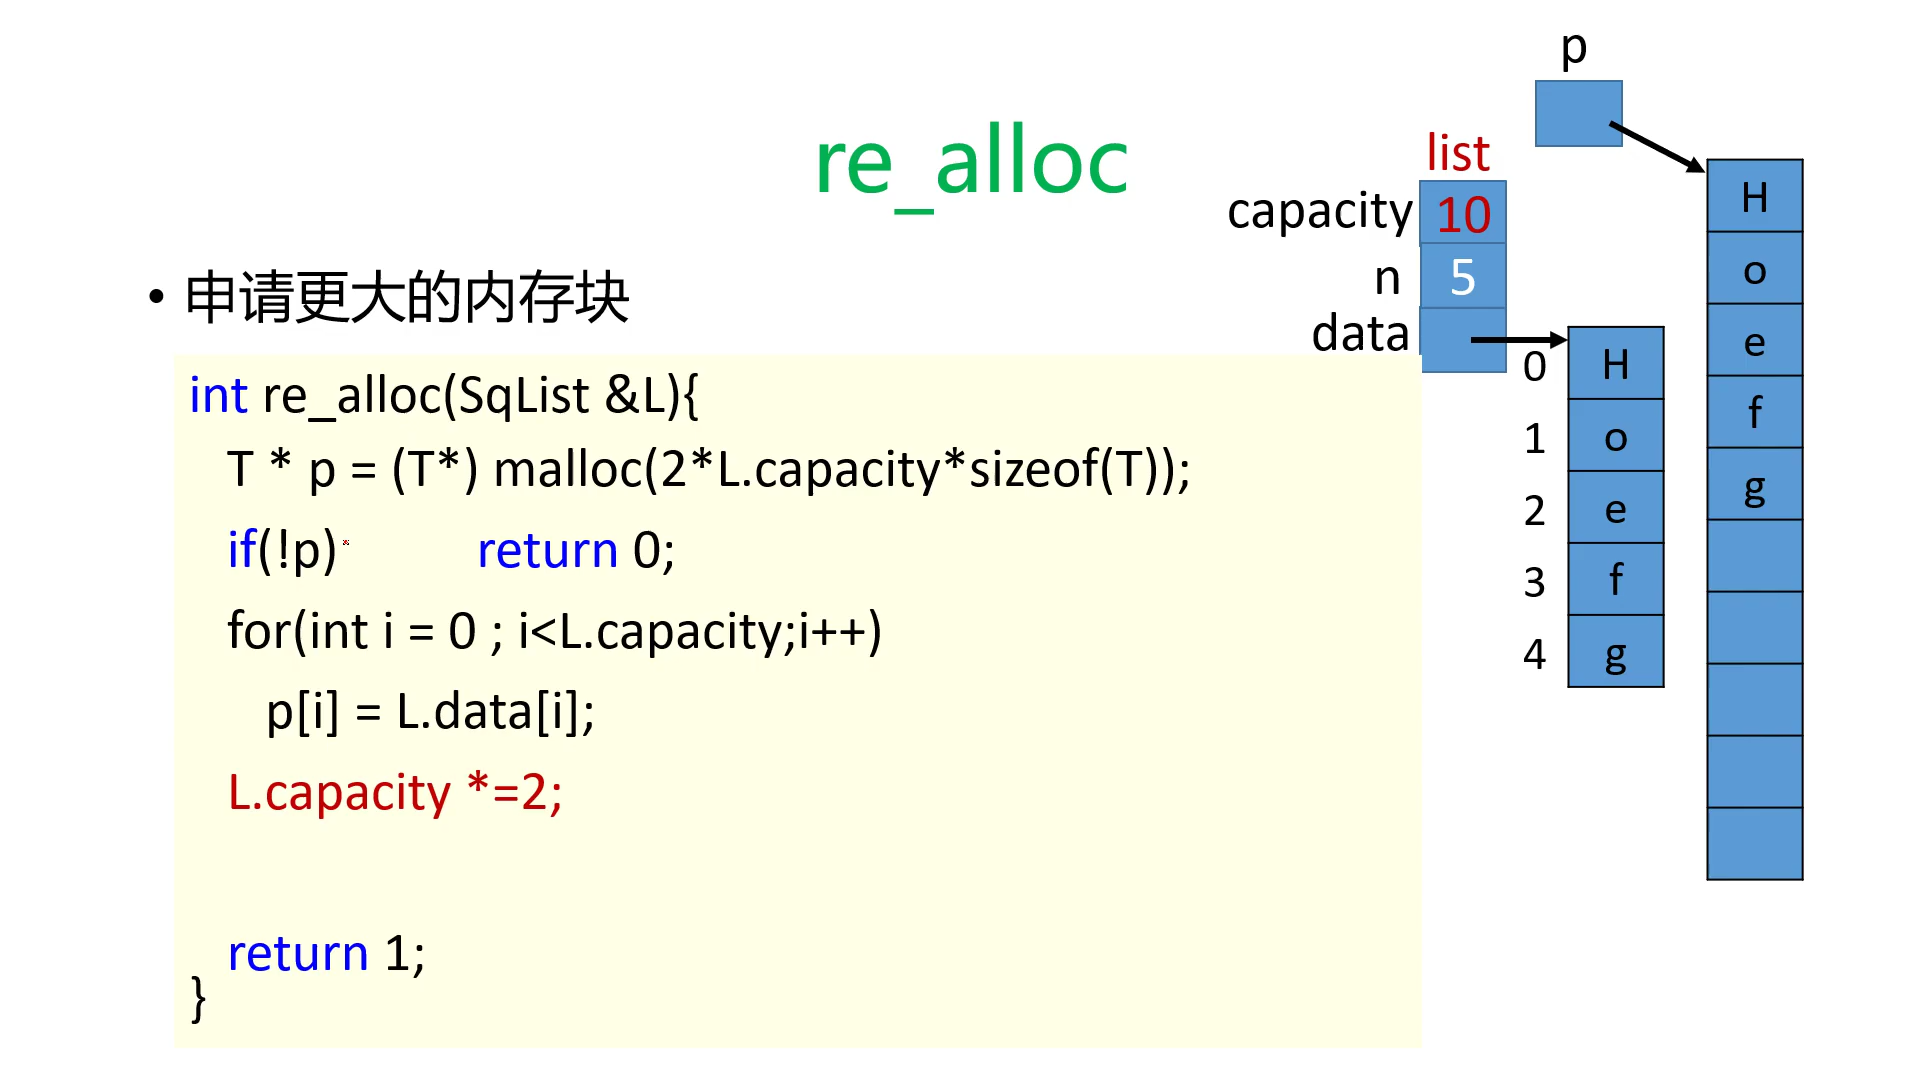 re_alloc
• 申请更大的内存块
int re_alloc(SqList &L){
T * p = (T*) malloc(2*L.capacity*sizeof(T));
if(!p) return 0;
for(int i = 0 ; i<L.capacity;i++)
p[i] = L.data[i];
L.capacity *=2;
return 1;
}
p
list
capacity 10
n 5
data
0 H
1 o
2 e
3 f
4 g
H
o
e
f
g